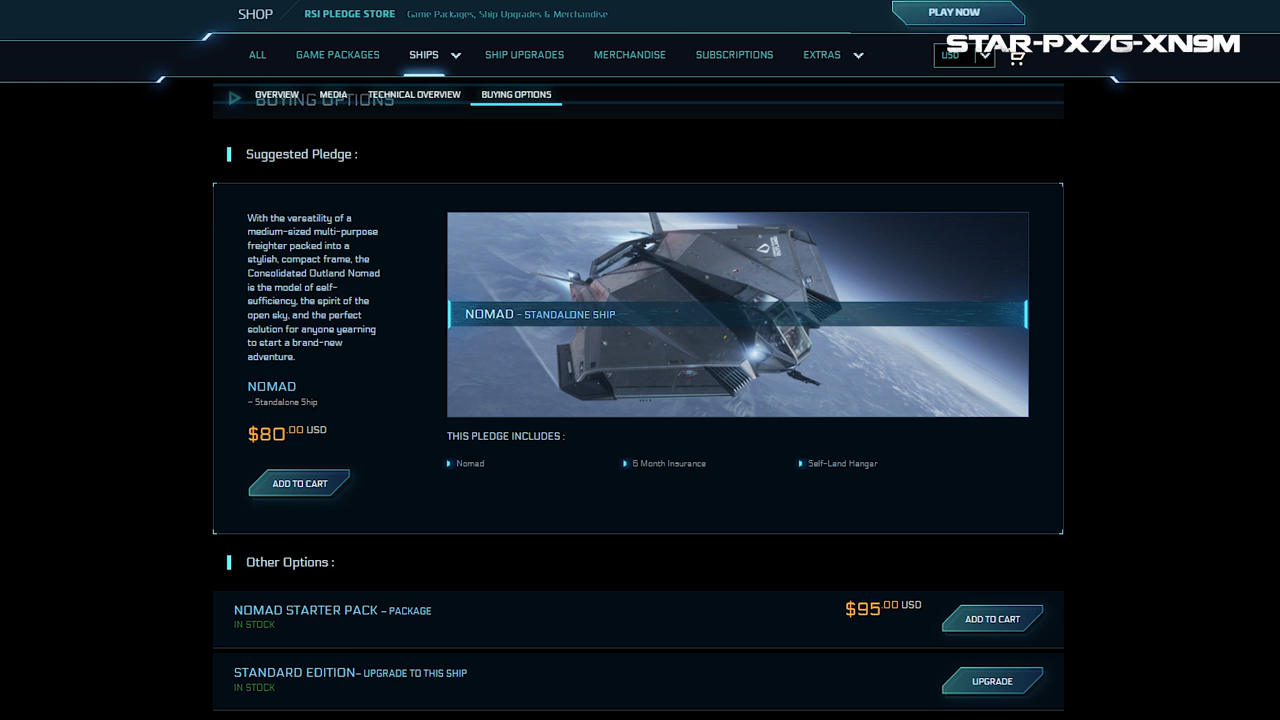 SHOP
RSI PLEDGE STORE
Game Packages, Ship Upgrades & Merchandise
PLAY NOW
STAR-PX7G-XN9M
ALL
GAME PACKAGES
SHIPS
SHIP UPGRADES
MERCHANDISE
SUBSCRIPTIONS
EXTRAS
USD
OVERVIEW
MEDIA
TECHNICAL OVERVIEW
BUYING OPTIONS
BUYING OPTIONS
Suggested Pledge :
With the versatility of a
medium-sized multi-purpose
freighter packed into a
stylish, compact frame, the
Consolidated Outland Nomad
is the model of self-
sufficiency, the spirit of the
open sky, and the perfect
solution for anyone yearning
to start a brand-new
adventure.
NOMAD
- Standalone Ship
$80.00 USD
ADD TO CART
NOMAD - STANDALONE SHIP
THIS PLEDGE INCLUDES :
Nomad
6 Month Insurance
Self-Land Hangar
Other Options :
NOMAD STARTER PACK - PACKAGE
IN STOCK
$95.00 USD
ADD TO CART
STANDARD EDITION- UPGRADE TO THIS SHIP
IN STOCK
UPGRADE